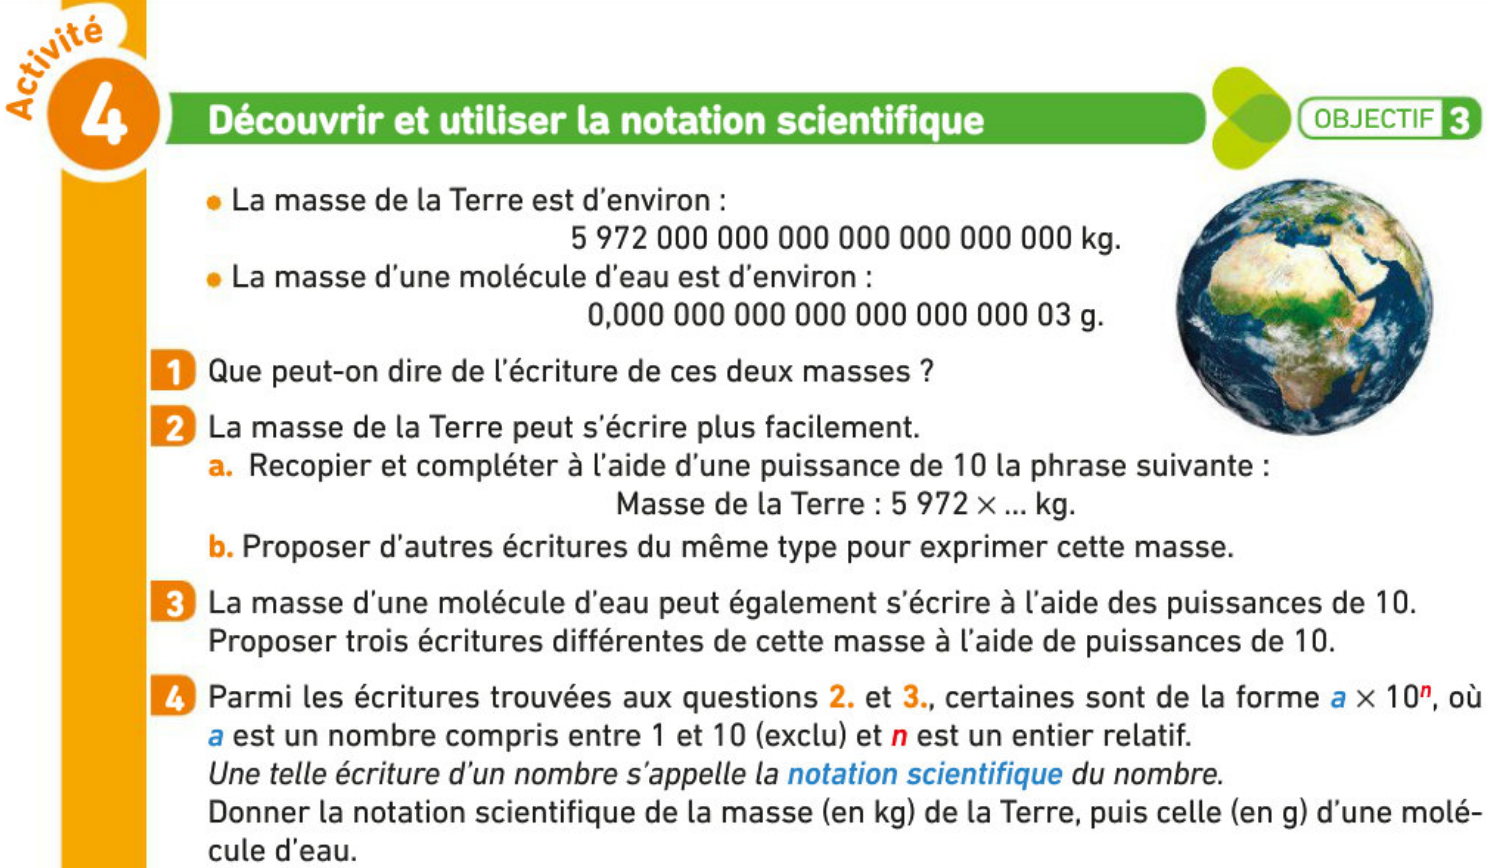 Activité
4
Découvrir et utiliser la notation scientifique
OBJECTIF 3
• La masse de la Terre est d'environ :
5 972 000 000 000 000 000 000 000 kg.
• La masse d'une molécule d'eau est d'environ :
0,000 000 000 000 000 000 000 03 g.
1 Que peut-on dire de l'écriture de ces deux masses ?
2 La masse de la Terre peut s'écrire plus facilement.
a. Recopier et compléter à l'aide d'une puissance de 10 la phrase suivante :
Masse de la Terre : 5 972 × ... kg.
b. Proposer d'autres écritures du même type pour exprimer cette masse.
3 La masse d'une molécule d'eau peut également s'écrire à l'aide des puissances de 10.
Proposer trois écritures différentes de cette masse à l'aide de puissances de 10.
4 Parmi les écritures trouvées aux questions 2. et 3., certaines sont de la forme a × 10ⁿ, où
a est un nombre compris entre 1 et 10 (exclu) et n est un entier relatif.
Une telle écriture d'un nombre s'appelle la notation scientifique du nombre.
Donner la notation scientifique de la masse (en kg) de la Terre, puis celle (en g) d'une molé-
cule d'eau.